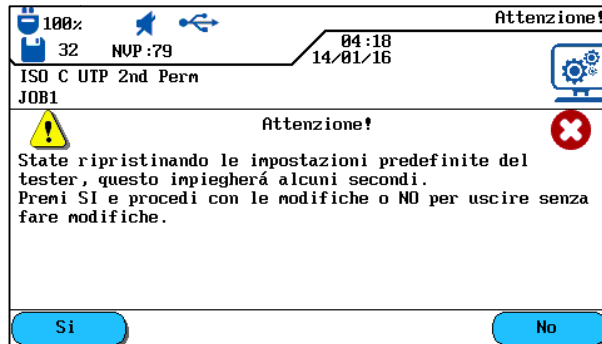 100% Attenzione!
32 NVP:79 04:18
14/01/16
ISO C UTP 2nd Perm
JOB1
Attenzione!
State ripristinando le impostazioni predefinite del
tester, questo impiegherá alcuni secondi.
Premi SI e procedi con le modifiche o NO per uscire senza
fare modifiche.
Si No